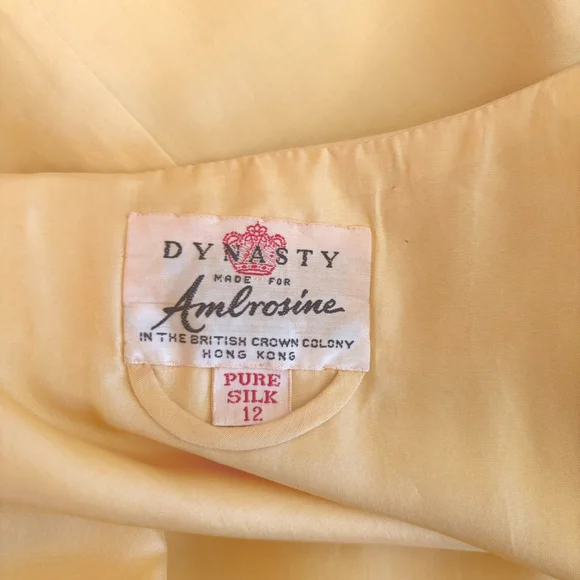 DYNASTY
MADE FOR
Ambrosine
IN THE BRITISH CROWN COLONY
HONG KONG
PURE
SILK
12